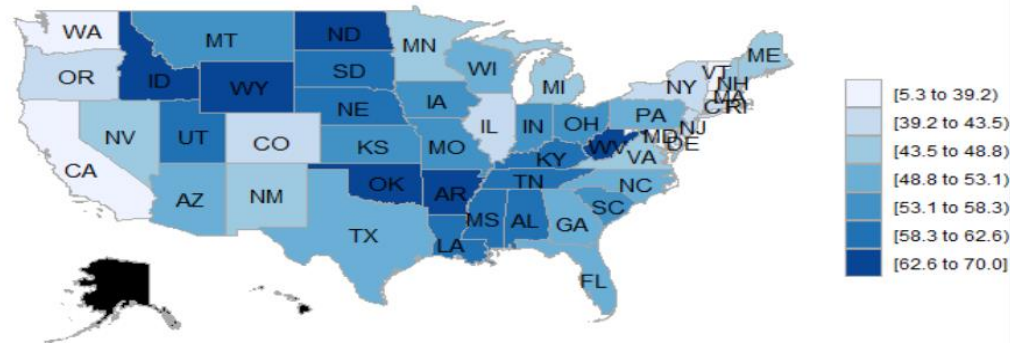 WA
MT
ND
MN
VT
ME
OR
ID
WY
SD
WI
MI
NY
NH
MA
CT
RI
NV
UT
CO
NE
IA
IL
IN
OH
PA
NJ
MD
DE
CA
KS
MO
KY
WV
VA
AZ
NM
OK
AR
TN
NC
TX
LA
MS
AL
GA
SC
FL
[5.3 to 39.2)
[39.2 to 43.5)
[43.5 to 48.8)
[48.8 to 53.1)
[53.1 to 58.3)
[58.3 to 62.6)
[62.6 to 70.0]